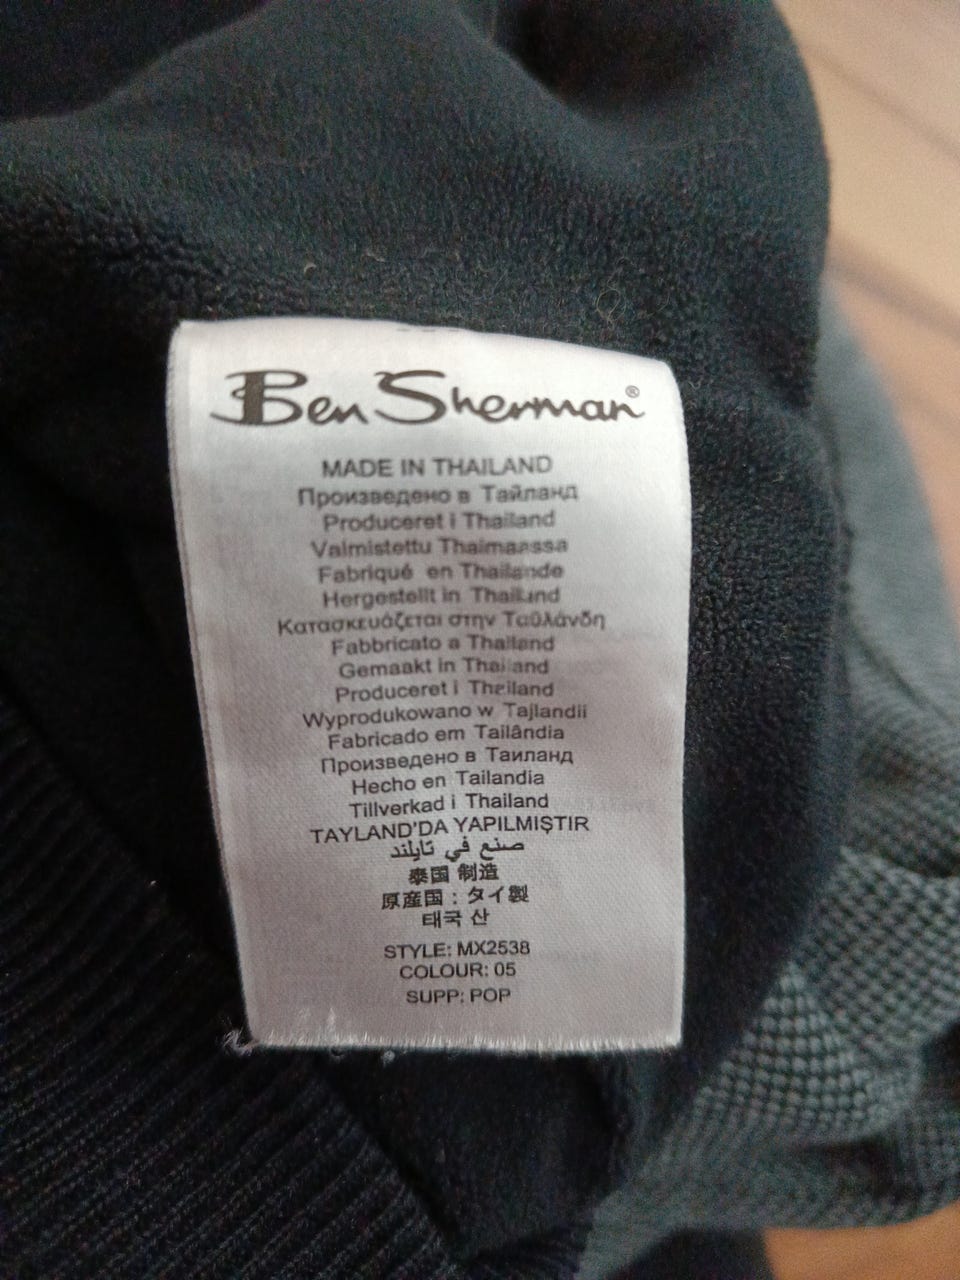 Ben Sherman®
MADE IN THAILAND
Произведено в Тайланд
Produceret i Thailand
Valmistettu Thaimaassa
Fabriqué en Thailande
Hergestellt in Thailand
Κατασκευάζεται στην Ταϋλάνδη
Fabbricato a Thailand
Gemaakt in Thailand
Produceret i Thailand
Wyprodukowano w Tajlandii
Fabricado em Tailândia
Произведено в Таиланд
Hecho en Tailandia
Tillverkad i Thailand
TAYLAND'DA YAPILMIŞTIR
صنع في تايلند
泰国 制造
原産国：タイ製
태국 산
STYLE: MX2538
COLOUR: 05
SUPP: POP